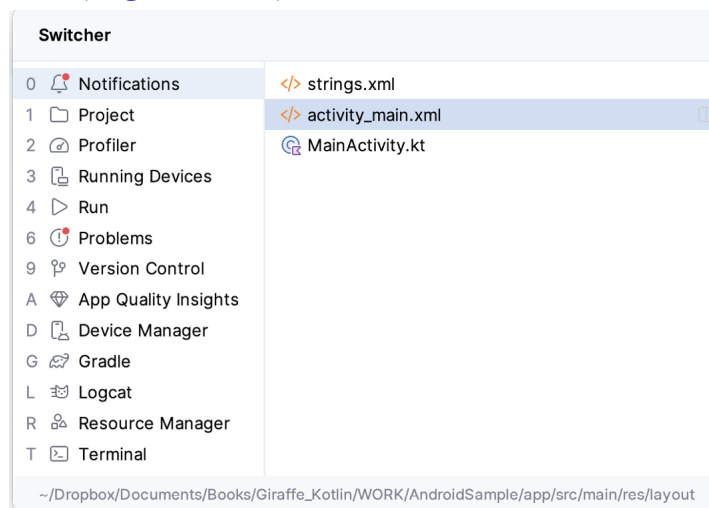 Switcher
0 Notifications
1 Project
2 Profiler
3 Running Devices
4 Run
6 Problems
9 Version Control
A App Quality Insights
D Device Manager
G Gradle
L Logcat
R Resource Manager
T Terminal
</> strings.xml
</> activity_main.xml
MainActivity.kt
~/Dropbox/Documents/Books/Giraffe_Kotlin/WORK/AndroidSample/app/src/main/res/layout